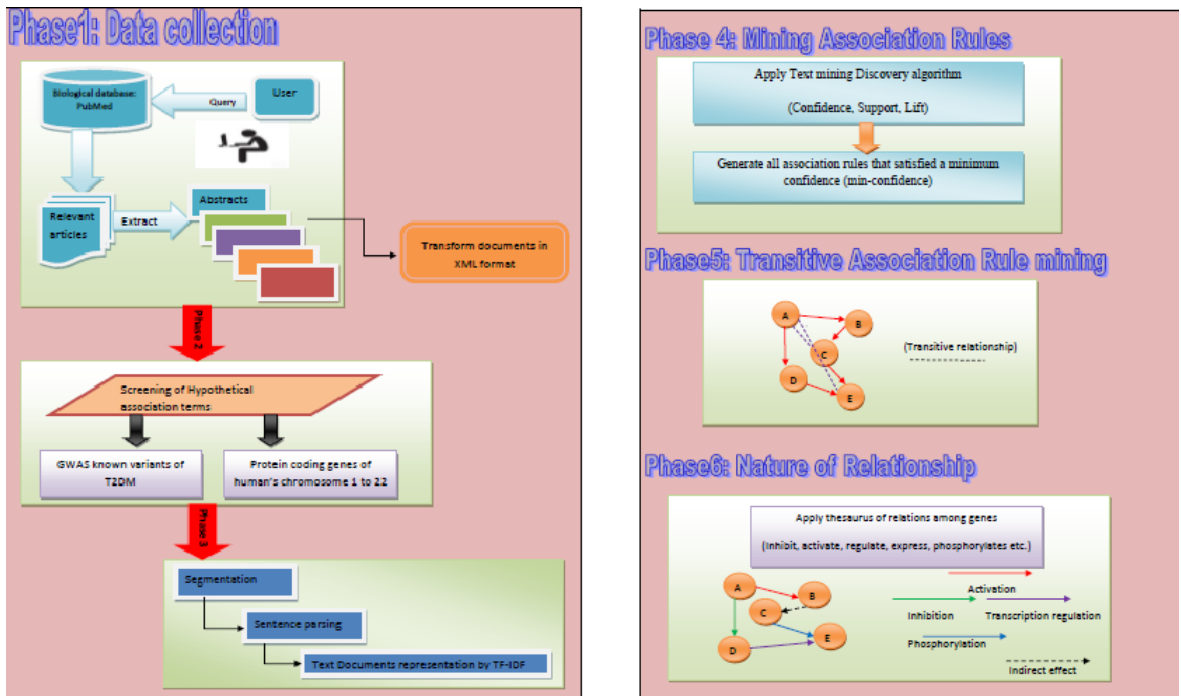 Phase1: Data collection
Biological database:
PubMed
Query
User
Relevant
articles
Extract
Abstracts
Transform documents in
XML format
Phase 2
Screening of Hypothetical
association terms
GWAS known variants of
T2DM
Protein coding genes of
human's chromosome 1 to 22
Phase 3
Segmentation
Sentence parsing
Text Documents representation by TF-IDF
Phase 4: Mining Association Rules
Apply Text mining Discovery algorithm
(Confidence, Support, Lift)
Generate all association rules that satisfied a minimum
confidence (min-confidence)
Phase5: Transitive Association Rule mining
A
B
C
D
E
(Transitive relationship)
Phase6: Nature of Relationship
Apply thesaurus of relations among genes
(Inhibit, activate, regulate, express, phosphorylates etc.)
A
B
C
D
E
Activation
Inhibition
Transcription regulation
Phosphorylation
Indirect effect